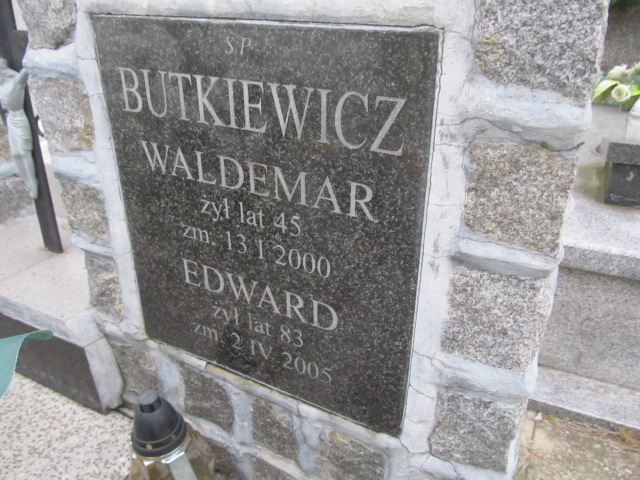 ŚP
BUTKIEWICZ
WALDEMAR
żył lat 45
zm. 13 I 2000
EDWARD
żył lat 83
zm. 2 IV 2005